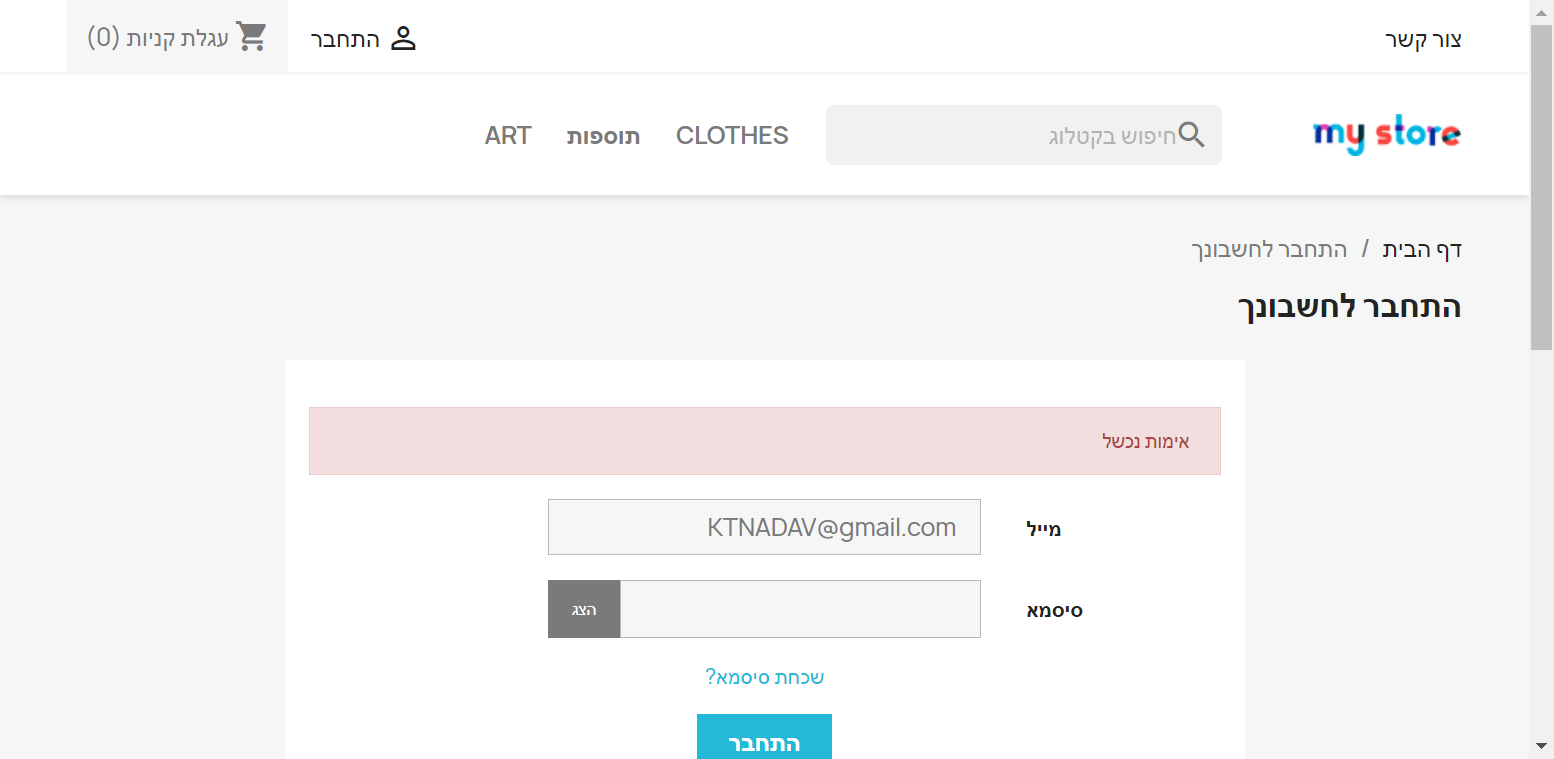 צור קשר
התחבר
עגלת קניות (0)
my store
חיפוש בקטלוג
CLOTHES
תוספות
ART
דף הבית / התחבר לחשבונך
התחבר לחשבונך
אימות נכשל
מייל
KTNADAV@gmail.com
סיסמא
הצג
שכחת סיסמא?
התחבר